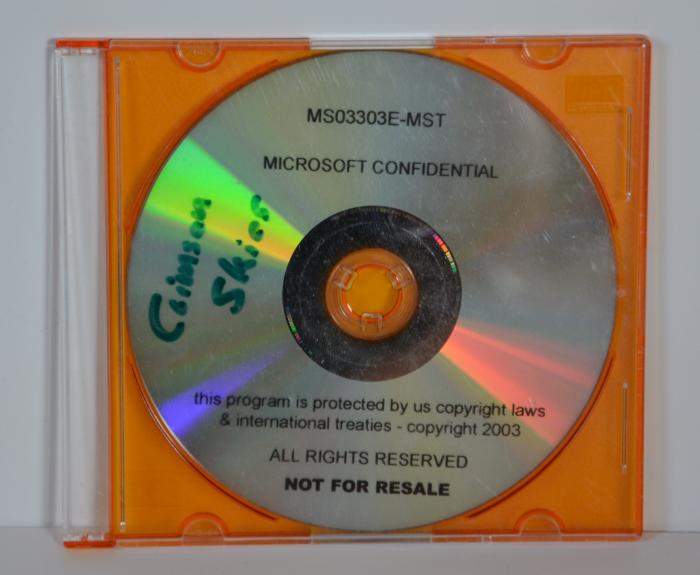 MS03303E-MST
MICROSOFT CONFIDENTIAL
Crimson
Skies
this program is protected by us copyright laws
& international treaties - copyright 2003
ALL RIGHTS RESERVED
NOT FOR RESALE